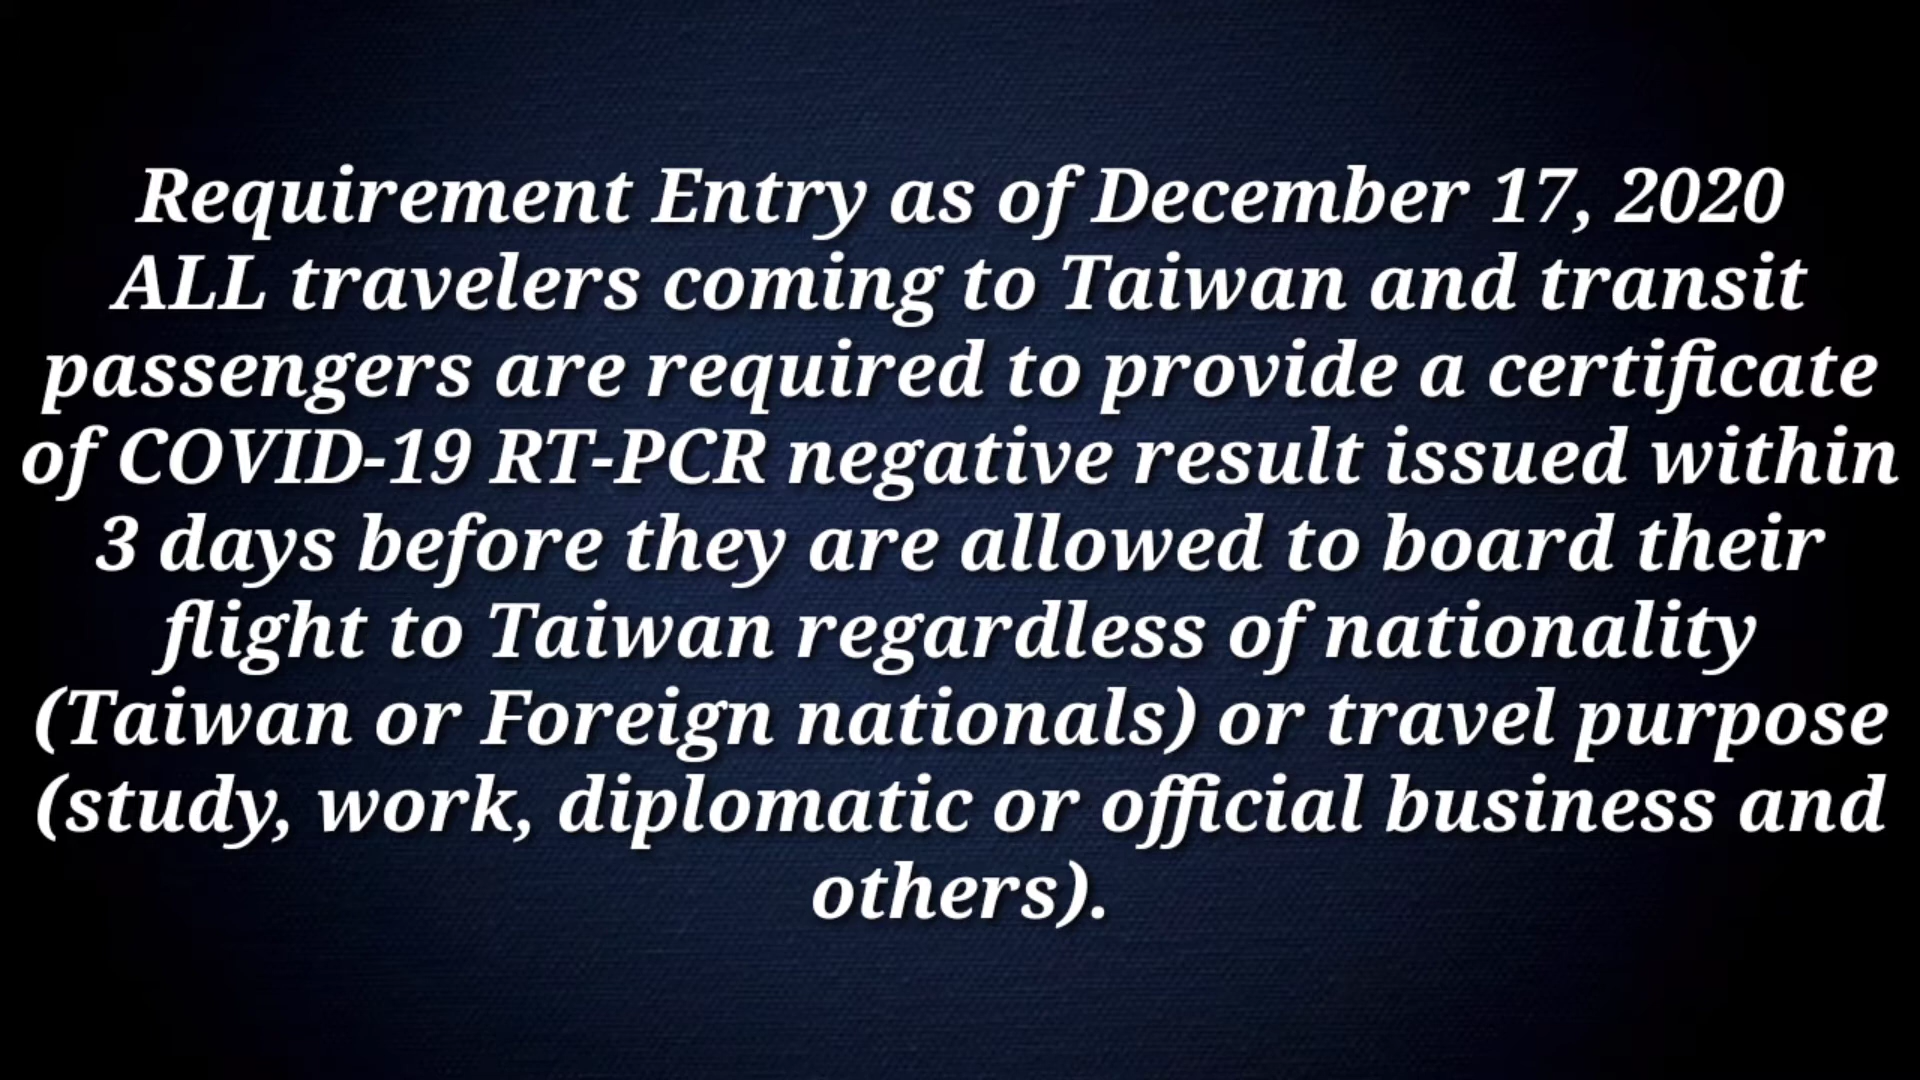 Requirement Entry as of December 17, 2020
ALL travelers coming to Taiwan and transit
passengers are required to provide a certificate
of COVID-19 RT-PCR negative result issued within
3 days before they are allowed to board their
flight to Taiwan regardless of nationality
(Taiwan or Foreign nationals) or travel purpose
(study, work, diplomatic or official business and
others).